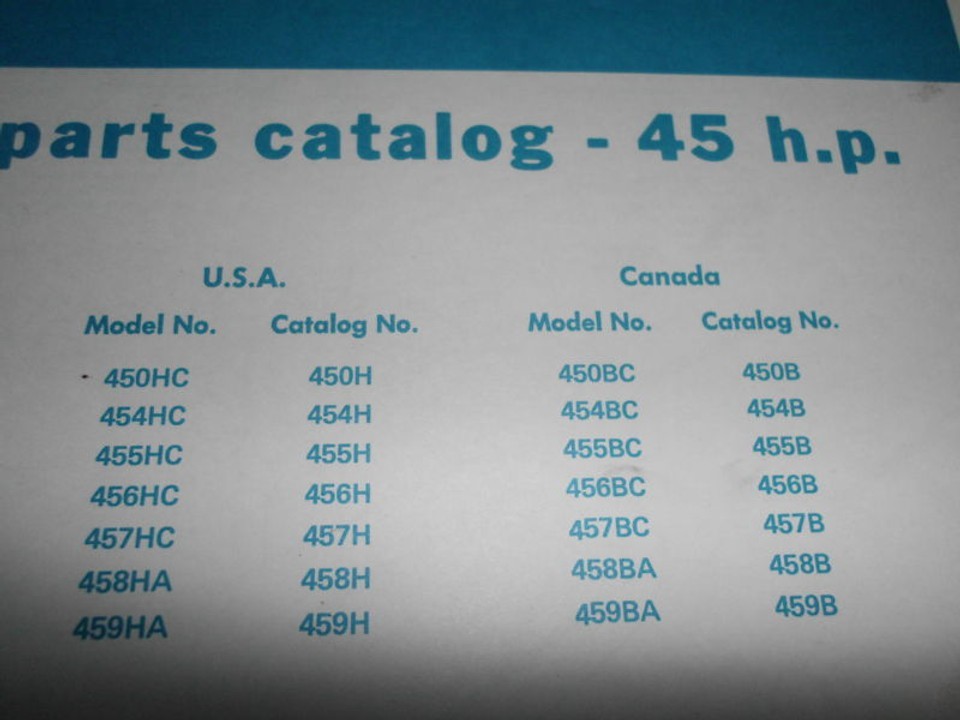 parts catalog - 45 h.p.
U.S.A. Canada
Model No. Catalog No. Model No. Catalog No.
450HC 450H 450BC 450B
454HC 454H 454BC 454B
455HC 455H 455BC 455B
456HC 456H 456BC 456B
457HC 457H 457BC 457B
458HA 458H 458BA 458B
459HA 459H 459BA 459B